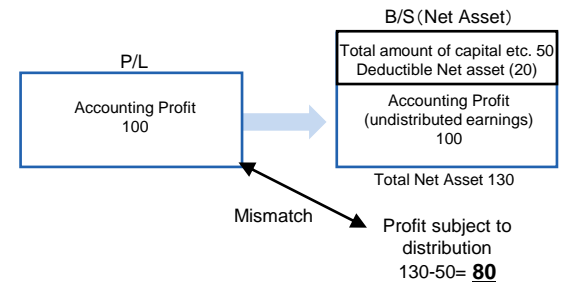 B/S(Net Asset)
P/L
Total amount of capital etc. 50
Deductible Net asset (20)
Accounting Profit
100
Accounting Profit
(undistributed earnings)
100
Total Net Asset 130
Mismatch
Profit subject to
distribution
130-50= 80